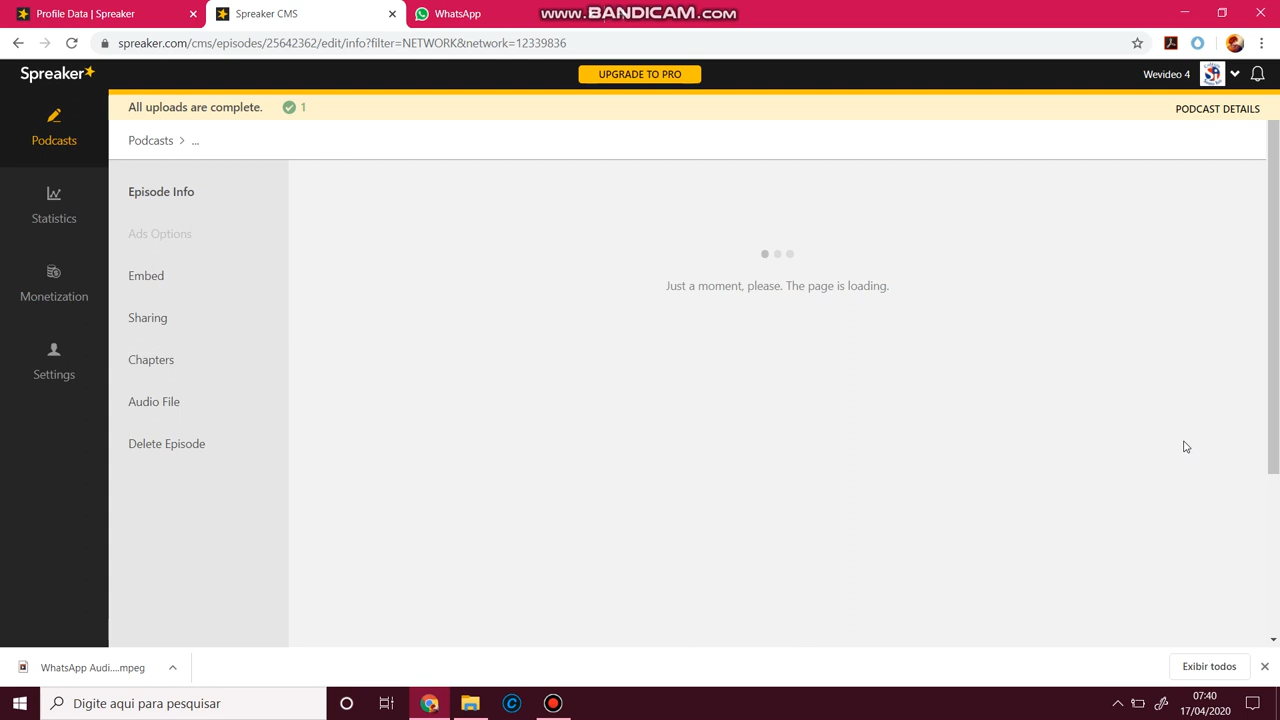 Profile Data | Spreaker
Spreaker CMS
WhatsApp
www.BANDICAM.com
spreaker.com/cms/episodes/25642362/edit/info?filter=NETWORK&network=12339836
Spreaker
UPGRADE TO PRO
Wevideo 4
All uploads are complete. 1
PODCAST DETAILS
Podcasts > ...
Podcasts
Statistics
Monetization
Settings
Episode Info
Ads Options
Embed
Sharing
Chapters
Audio File
Delete Episode
Just a moment, please. The page is loading.
WhatsApp Audi....mpeg
Exibir todos
Digite aqui para pesquisar
07:40
17/04/2020